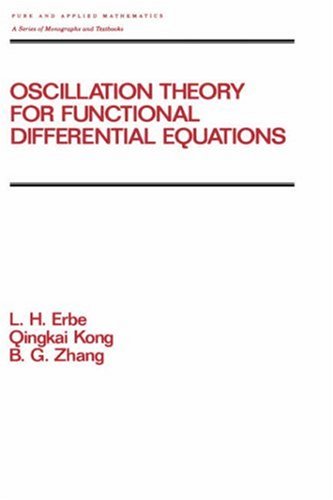 PURE AND APPLIED MATHEMATICS
A Series of Monographs and Textbooks
OSCILLATION THEORY
FOR FUNCTIONAL
DIFFERENTIAL EQUATIONS
L. H. Erbe
Qingkai Kong
B. G. Zhang